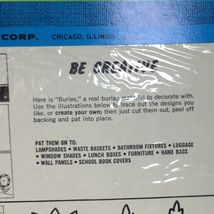 CORP. CHICAGO, ILLINOIS
BE CREATIVE
Here is "Burlex," a real burlap material to decorate with.
Use the illustrations below to trace out the designs you
like, or create your own; then just cut them out, peel off
backing and pat into place.
PAT THEM ON TO:
LAMPSHADES • WASTE BASKETS • BATHROOM FIXTURES • LUGGAGE
• WINDOW SHADES • LUNCH BOXES • FURNITURE • HAND BAGS
• WALL PANELS • SCHOOL BOOK COVERS